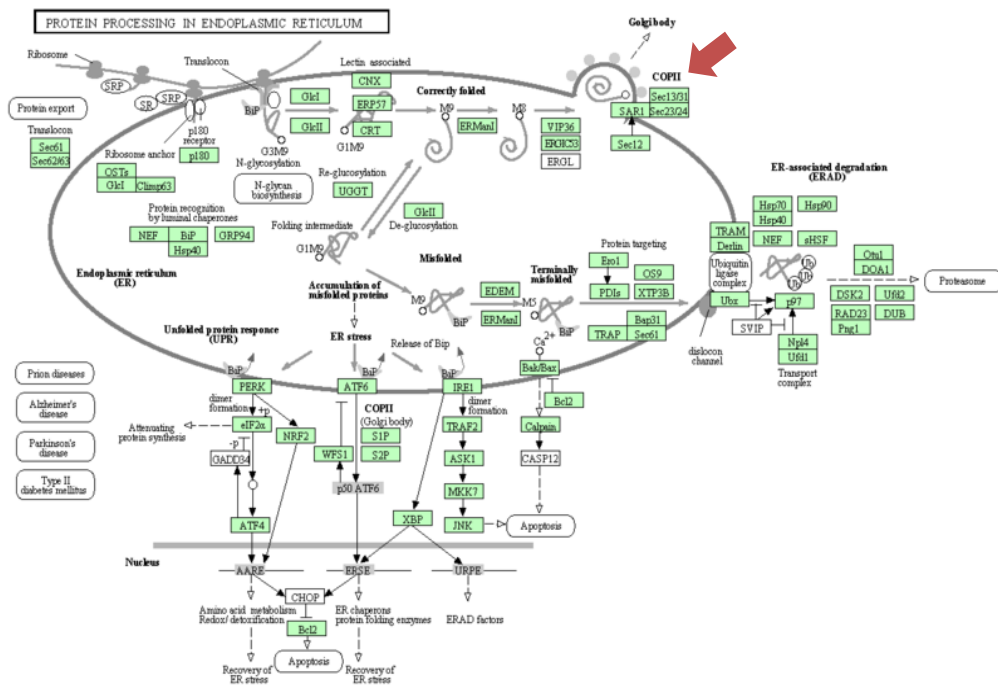 PROTEIN PROCESSING IN ENDOPLASMIC RETICULUM
Golgi body
Ribosome
SRP
SR
SRP
Translocon
BiP
G3M9
N-glycosylation
N-glycan
biosynthesis
Protein export
Translocon
Sec61
Sec62/63
Ribosome anchor
p180
receptor
p180
OSTs
GlcI
Climp63
GlcI
GlcII
Lectin associated
CNX
ERP57
CRT
G1M9
Correctly folded
M9
ERManI
M8
VIP36
ERGIC53
ERGL
COPII
SAR1
Sec13/31
Sec23/24
Sec12
Re-glucosylation
UGGT
GlcII
De-glucosylation
Protein recognition
by luminal chaperones
NEF
BiP
Hsp40
GRP94
Folding intermediate
G1M9
Endoplasmic reticulum
(ER)
Misfolded
Accumulation of
misfolded proteins
M9
BiP
EDEM
ERManI
Terminally
misfolded
M5
BiP
Protein targeting
Ero1
PDIs
OS9
XTP3B
TRAP
Bap31
Sec61
ER-associated degradation
(ERAD)
Hsp70
Hsp40
Hsp90
NEF
sHSF
TRAM
Derlin
Ubiquitin
ligase
complex
Ubx
Ub
Ub
Ub
p97
SVIP
Npl4
Ufd1
Transport
complex
dislocon
channel
Otu1
DOA1
DSK2
Ufd2
RAD23
DUB
Png1
Proteasome
Unfolded protein responce
(UPR)
ER stress
Release of Bip
BiP
PERK
BiP
ATF6
BiP
IRE1
Ca2+
Bak/Bax
Bcl2
Calpain
CASP12
Apoptosis
dimer
formation
+p
eIF2α
Attenuating
protein synthesis
-p
GADD34
NRF2
ATF4
WFS1
COPII
(Golgi body)
S1P
S2P
p50 ATF6
dimer
formation
TRAF2
ASK1
MKK7
JNK
XBP
Prion diseases
Alzheimer's
disease
Parkinson's
disease
Type II
diabetes mellitus
Nucleus
AARE
ERSE
URPE
CHOP
Amino acid metabolism
Redox/ detoxification
ER chaperons
protein folding enzymes
ERAD factors
Bcl2
Apoptosis
Recovery of
ER stress
Recovery of
ER stress